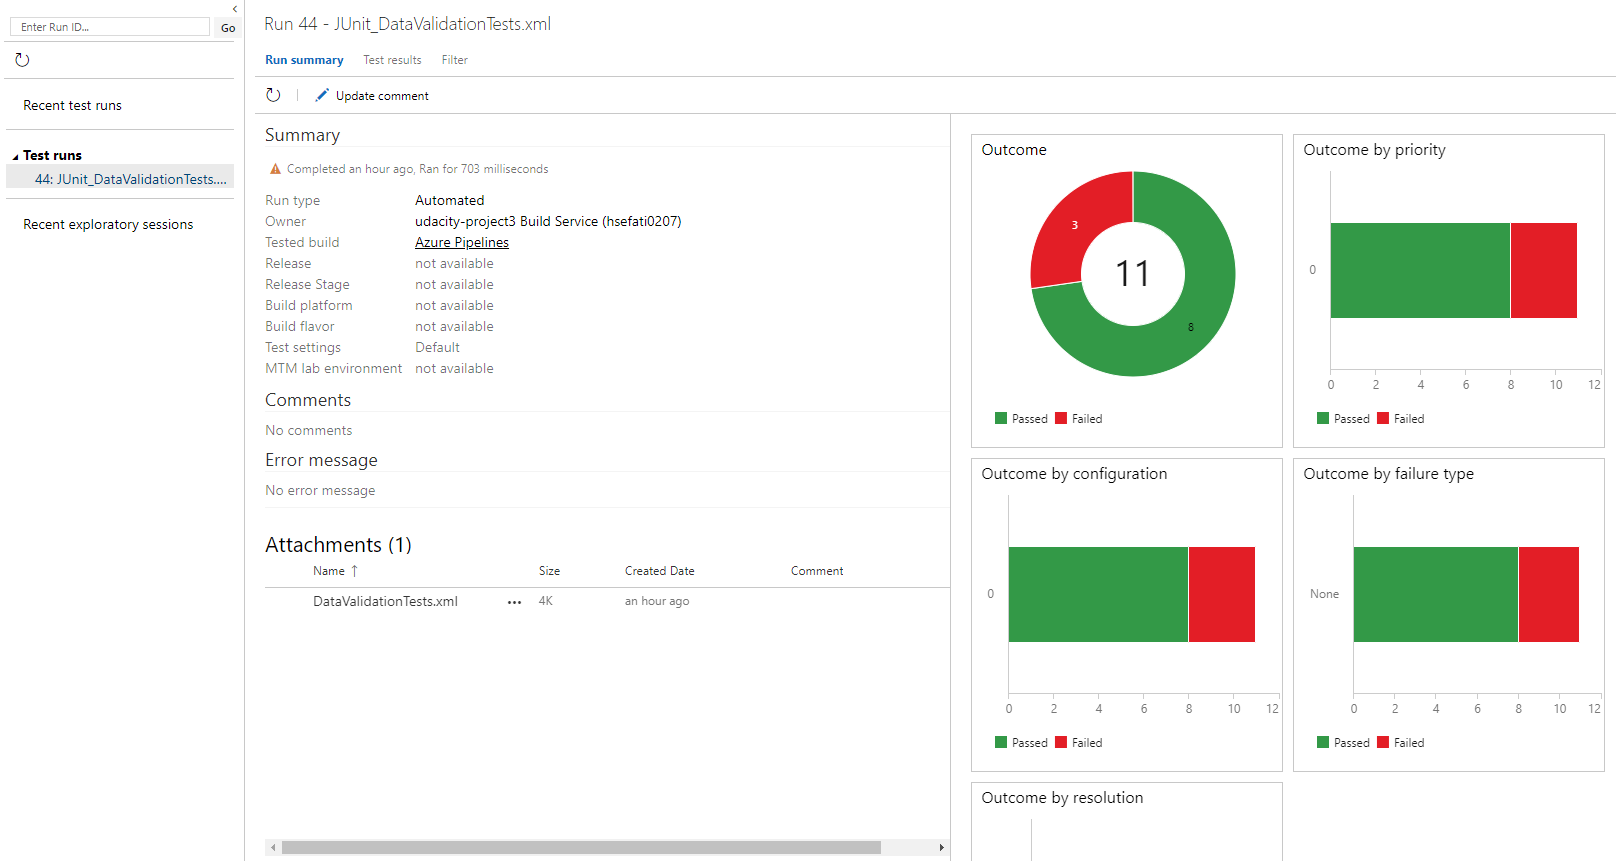 Enter Run ID...
Go
Recent test runs
Test runs
44: JUnit_DataValidationTests....
Recent exploratory sessions
Run 44 - JUnit_DataValidationTests.xml
Run summary Test results Filter
Update comment
Summary
Completed an hour ago, Ran for 703 milliseconds
Run type Automated
Owner udacity-project3 Build Service (hsefati0207)
Tested build Azure Pipelines
Release not available
Release Stage not available
Build platform not available
Build flavor not available
Test settings Default
MTM lab environment not available
Comments
No comments
Error message
No error message
Attachments (1)
Name ↑ Size Created Date Comment
DataValidationTests.xml ... 4K an hour ago
Outcome
3
11
8
Passed Failed
Outcome by priority
0
0 2 4 6 8 10 12
Passed Failed
Outcome by configuration
0
0 2 4 6 8 10 12
Passed Failed
Outcome by failure type
None
0 2 4 6 8 10 12
Passed Failed
Outcome by resolution